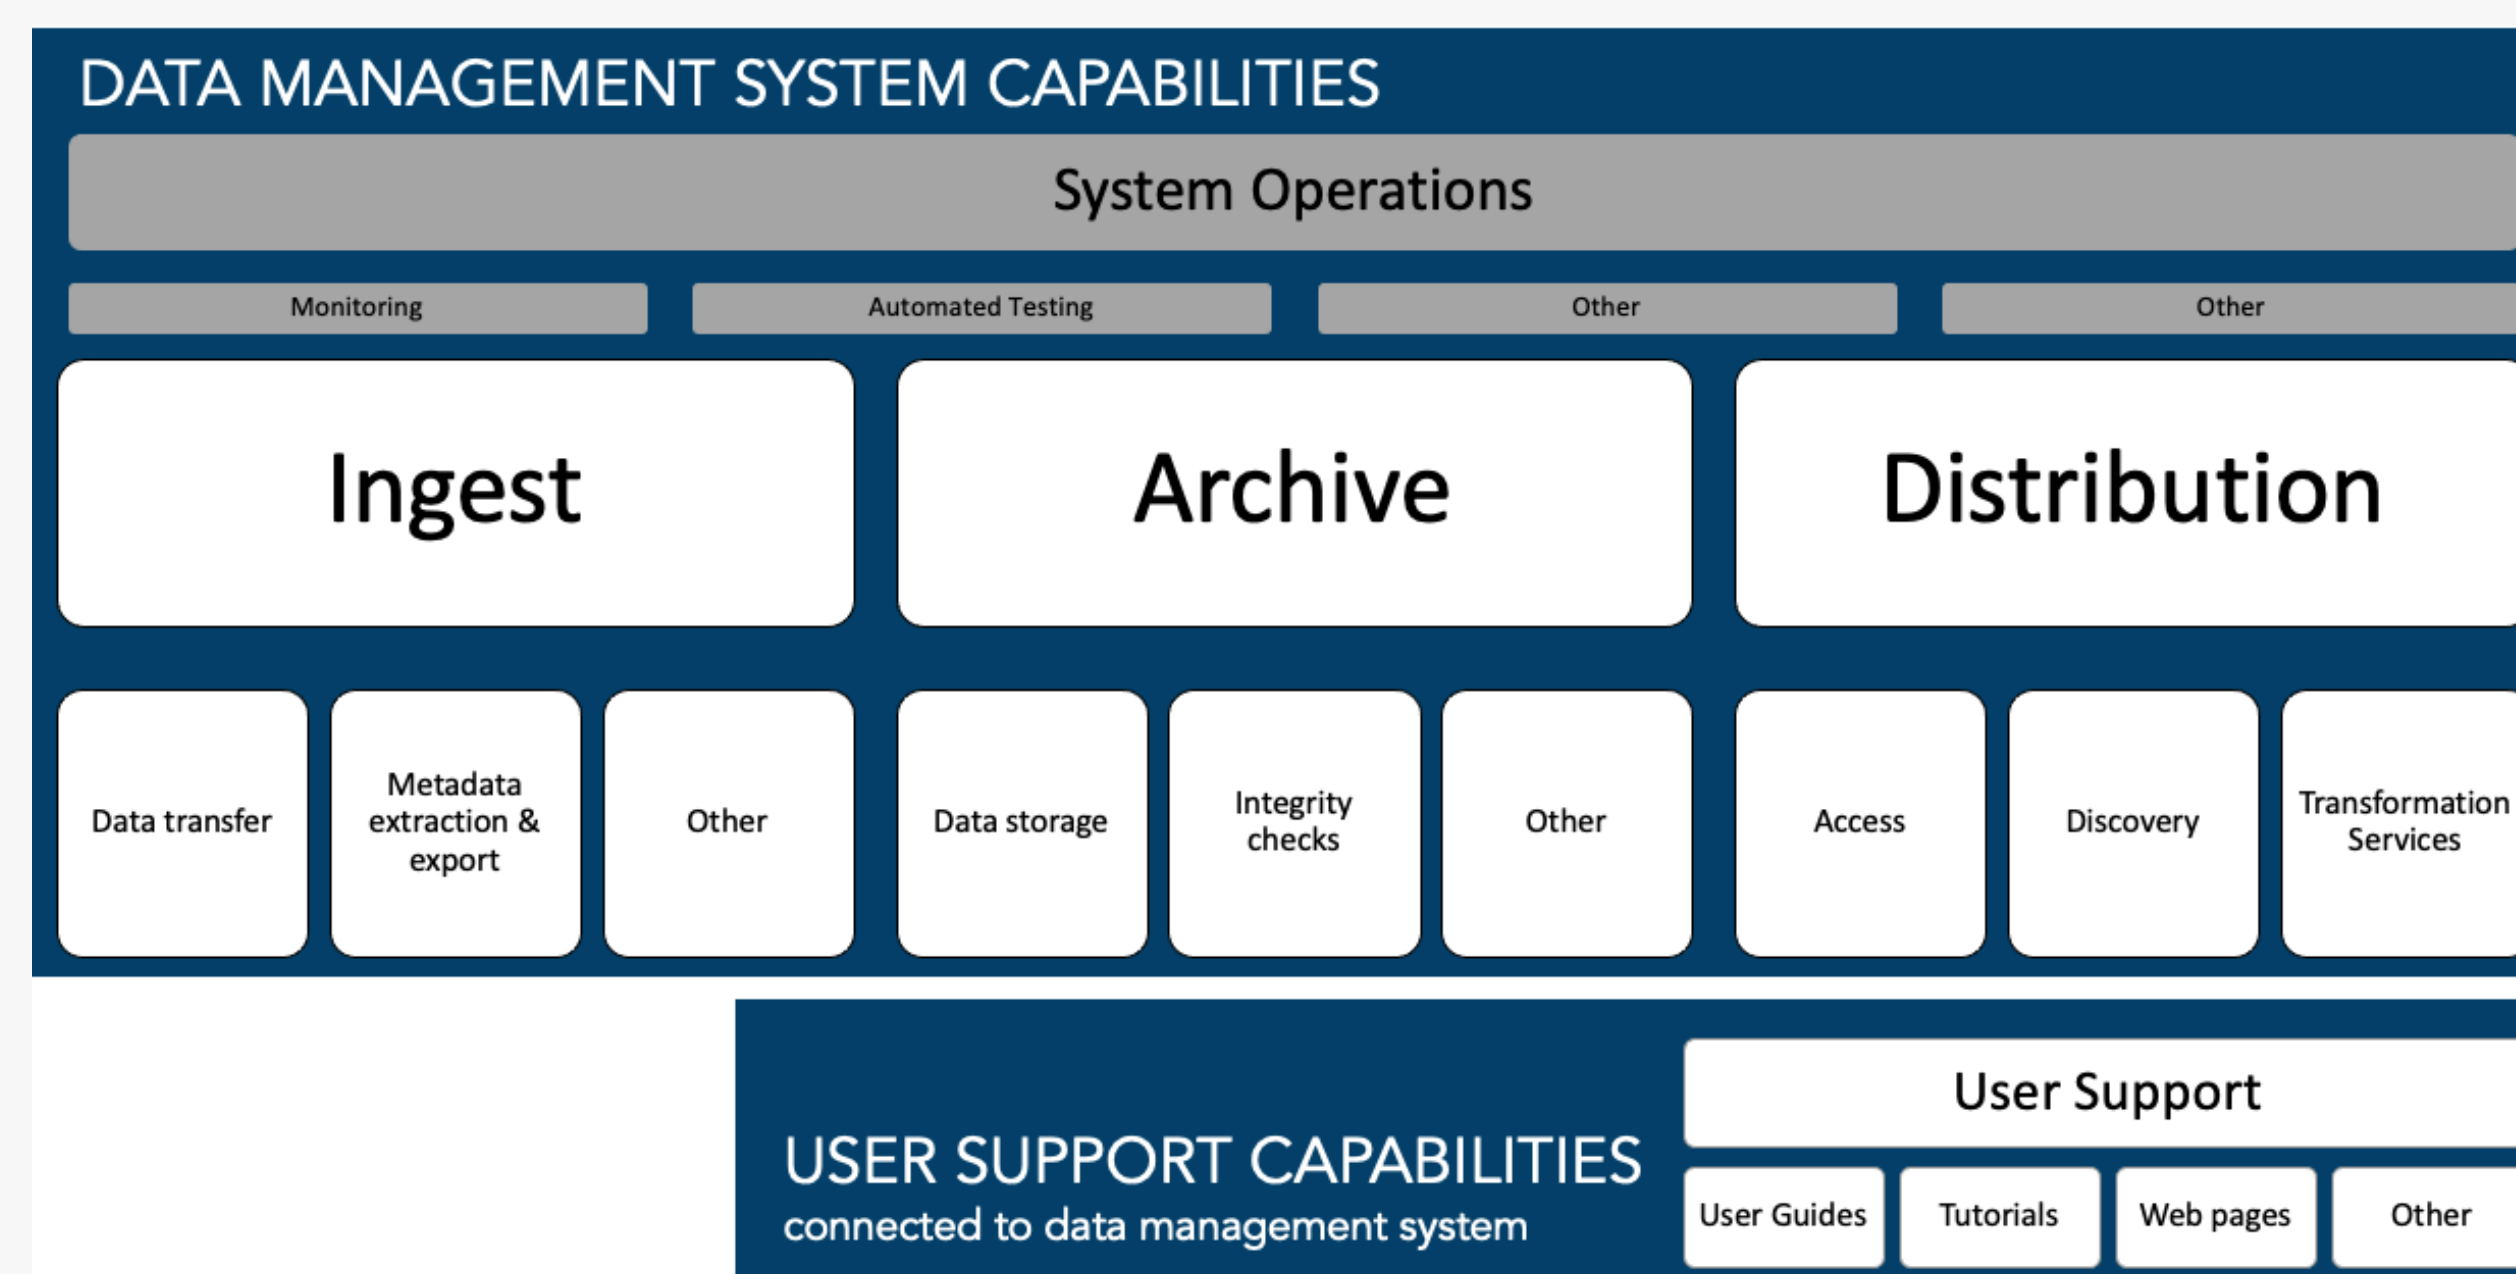 DATA MANAGEMENT SYSTEM CAPABILITIES
System Operations
Monitoring
Automated Testing
Other
Other
Ingest
Archive
Distribution
Data transfer
Metadata
extraction &
export
Other
Data storage
Integrity
checks
Other
Access
Discovery
Transformation
Services
User Support
USER SUPPORT CAPABILITIES
connected to data management system
User Guides
Tutorials
Web pages
Other